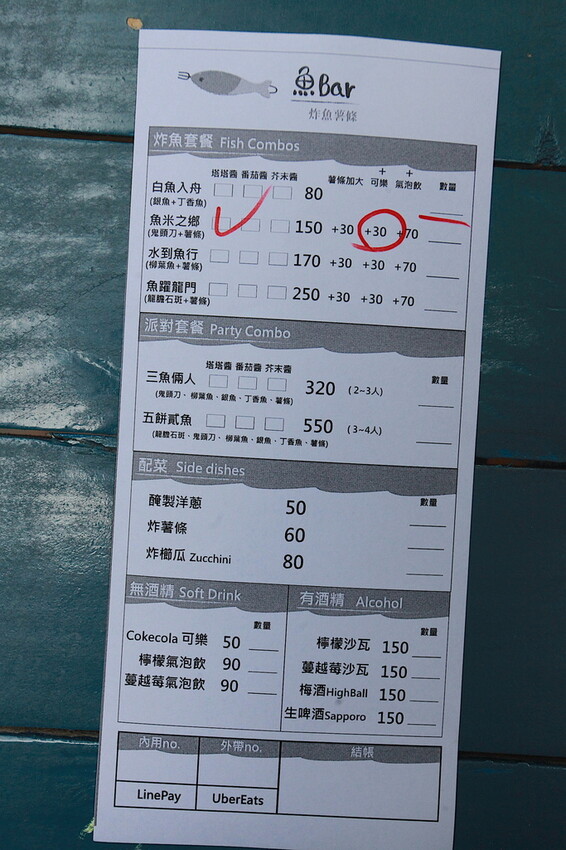 魚Bar
炸魚薯條
炸魚套餐 Fish Combos
塔塔醬 番茄醬 芥末醬 薯條加大 +可樂 +氣泡飲 數量
白魚入舟 80
(銀魚+丁香魚)
魚米之鄉 150 +30 +30 +70 一
(鬼頭刀+薯條)
水到魚行 170 +30 +30 +70
(柳葉魚+薯條)
魚躍龍門 250 +30 +30 +70
(龍膽石斑+薯條)
派對套餐 Party Combo
塔塔醬 番茄醬 芥末醬 數量
三魚倆人 320 (2~3人)
(鬼頭刀、柳葉魚、銀魚、丁香魚、薯條)
五餅貳魚 550 (3~4人)
(龍膽石斑、鬼頭刀、柳葉魚、銀魚、丁香魚、薯條)
配菜 Side dishes 數量
醃製洋蔥 50
炸薯條 60
炸櫛瓜 Zucchini 80
無酒精 Soft Drink
數量
Cokecola 可樂 50
檸檬氣泡飲 90
蔓越莓氣泡飲 90
有酒精 Alcohol
數量
檸檬沙瓦 150
蔓越莓沙瓦 150
梅酒HighBall 150
生啤酒Sapporo 150
內用no. 外帶no. 結帳
LinePay UberEats